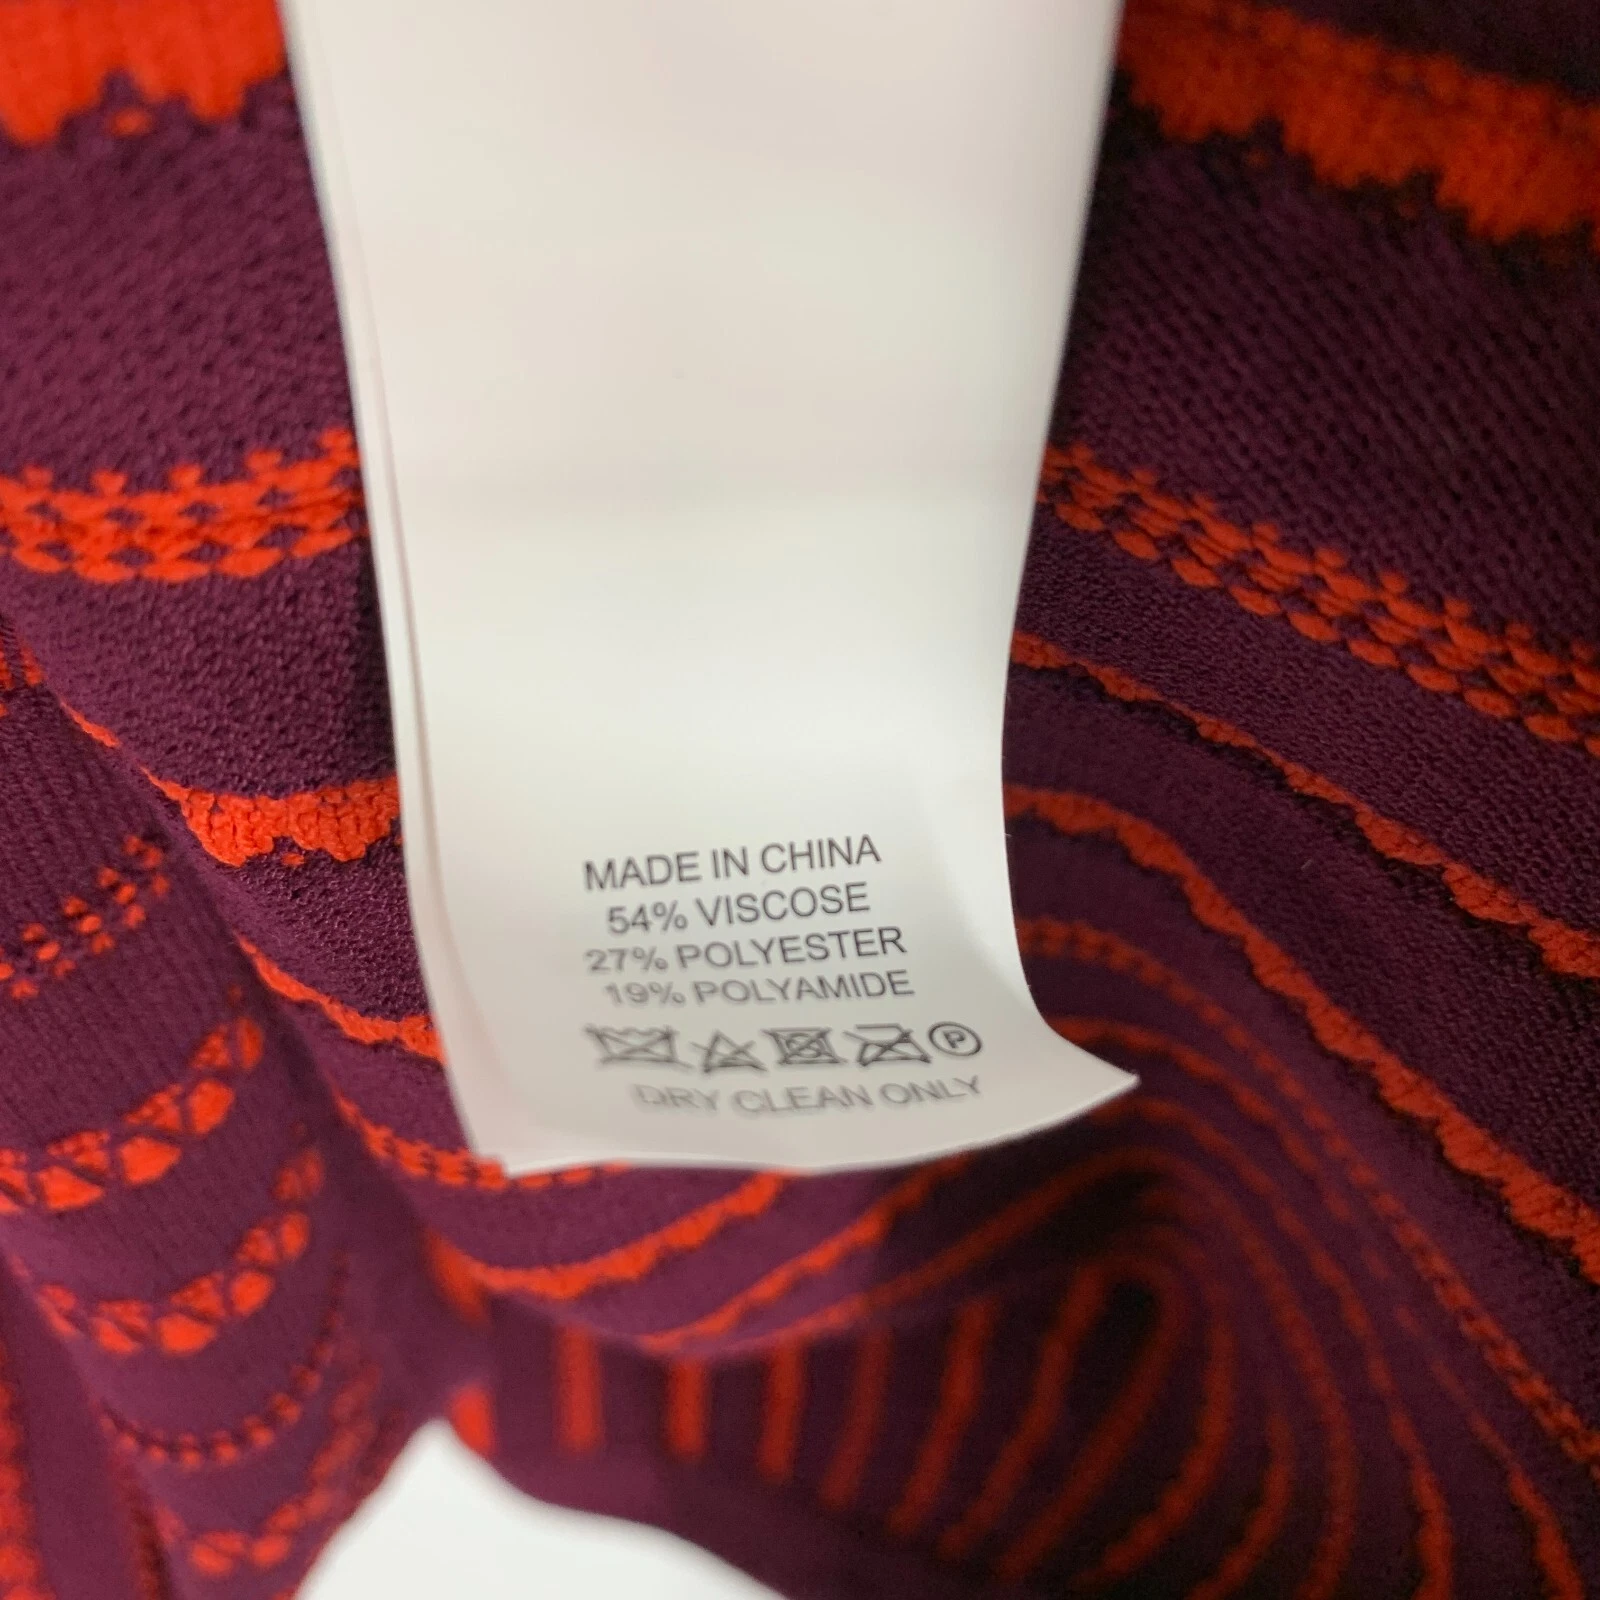 MADE IN CHINA
54% VISCOSE
27% POLYESTER
19% POLYAMIDE
P
DRY CLEAN ONLY